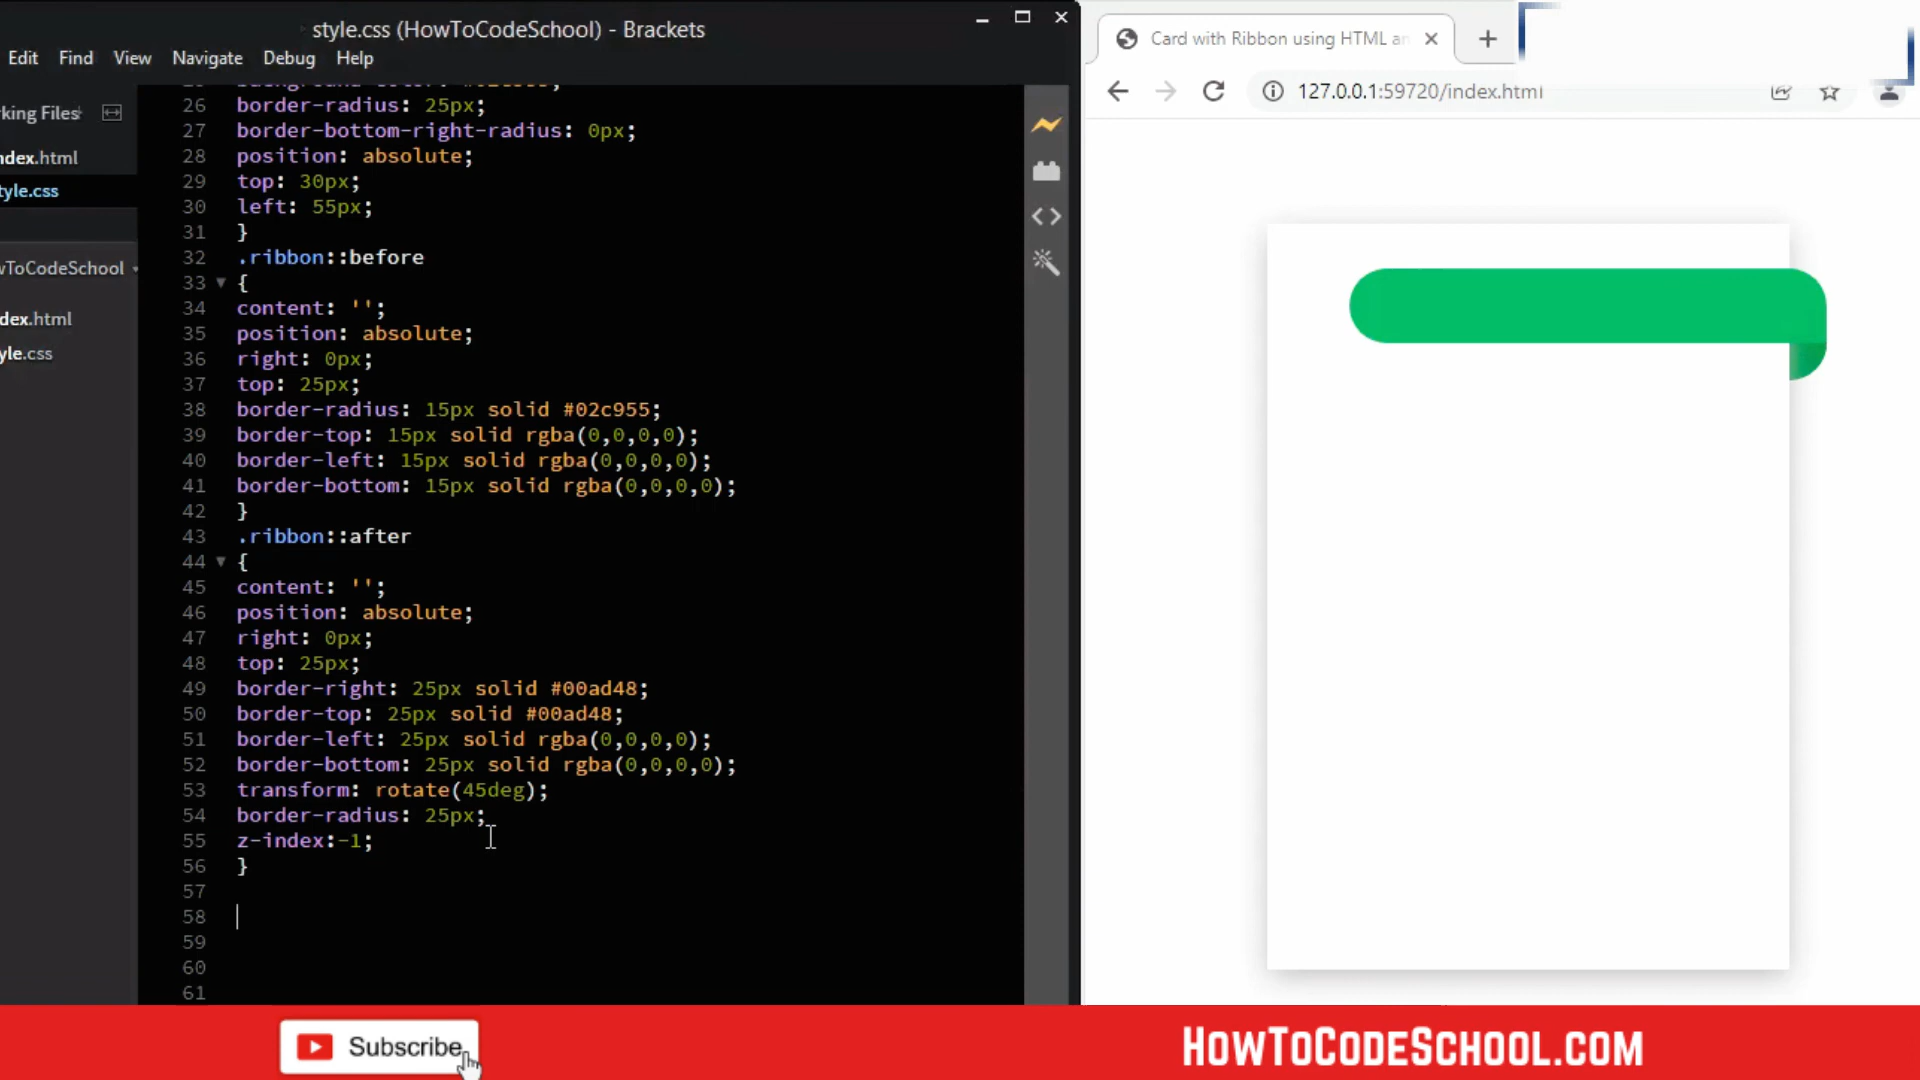 style.css (HowToCodeSchool) - Brackets
Edit Find View Navigate Debug Help
king Files
ndex.html
tyle.css
wToCodeSchool
dex.html
yle.css
26 border-radius: 25px;
27 border-bottom-right-radius: 0px;
28 position: absolute;
29 top: 30px;
30 left: 55px;
31 }
32 .ribbon::before
33 {
34 content: '';
35 position: absolute;
36 right: 0px;
37 top: 25px;
38 border-radius: 15px solid #02c955;
39 border-top: 15px solid rgba(0,0,0,0);
40 border-left: 15px solid rgba(0,0,0,0);
41 border-bottom: 15px solid rgba(0,0,0,0);
42 }
43 .ribbon::after
44 {
45 content: '';
46 position: absolute;
47 right: 0px;
48 top: 25px;
49 border-right: 25px solid #00ad48;
50 border-top: 25px solid #00ad48;
51 border-left: 25px solid rgba(0,0,0,0);
52 border-bottom: 25px solid rgba(0,0,0,0);
53 transform: rotate(45deg);
54 border-radius: 25px;
55 z-index:-1;
56 }
57
58
59
60
61
Card with Ribbon using HTML an
127.0.0.1:59720/index.html
Subscribe
HOWTOCODESCHOOL.COM